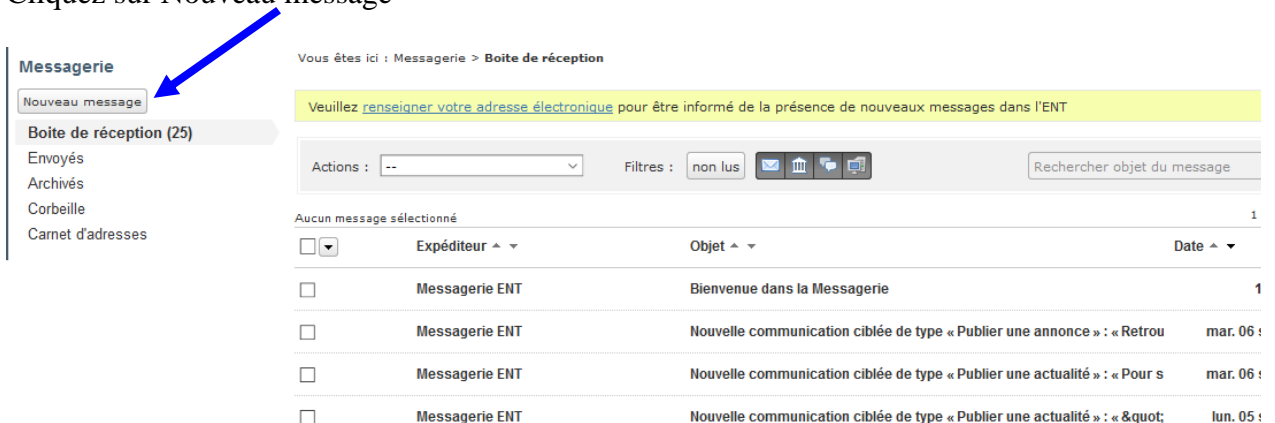 Cliquez sur Nouveau message
Messagerie
Nouveau message
Boite de réception (25)
Envoyés
Archivés
Corbeille
Carnet d'adresses
Vous êtes ici : Messagerie > Boite de réception
Veuillez renseigner votre adresse électronique pour être informé de la présence de nouveaux messages dans l'ENT
Actions : -- Filtres : non lus Rechercher objet du message
Aucun message sélectionné 1
Expéditeur Objet Date
Messagerie ENT Bienvenue dans la Messagerie 1
Messagerie ENT Nouvelle communication ciblée de type « Publier une annonce » : « Retrou mar. 06 s
Messagerie ENT Nouvelle communication ciblée de type « Publier une actualité » : « Pour s mar. 06 s
Messagerie ENT Nouvelle communication ciblée de type « Publier une actualité » : « &quot; lun. 05 s